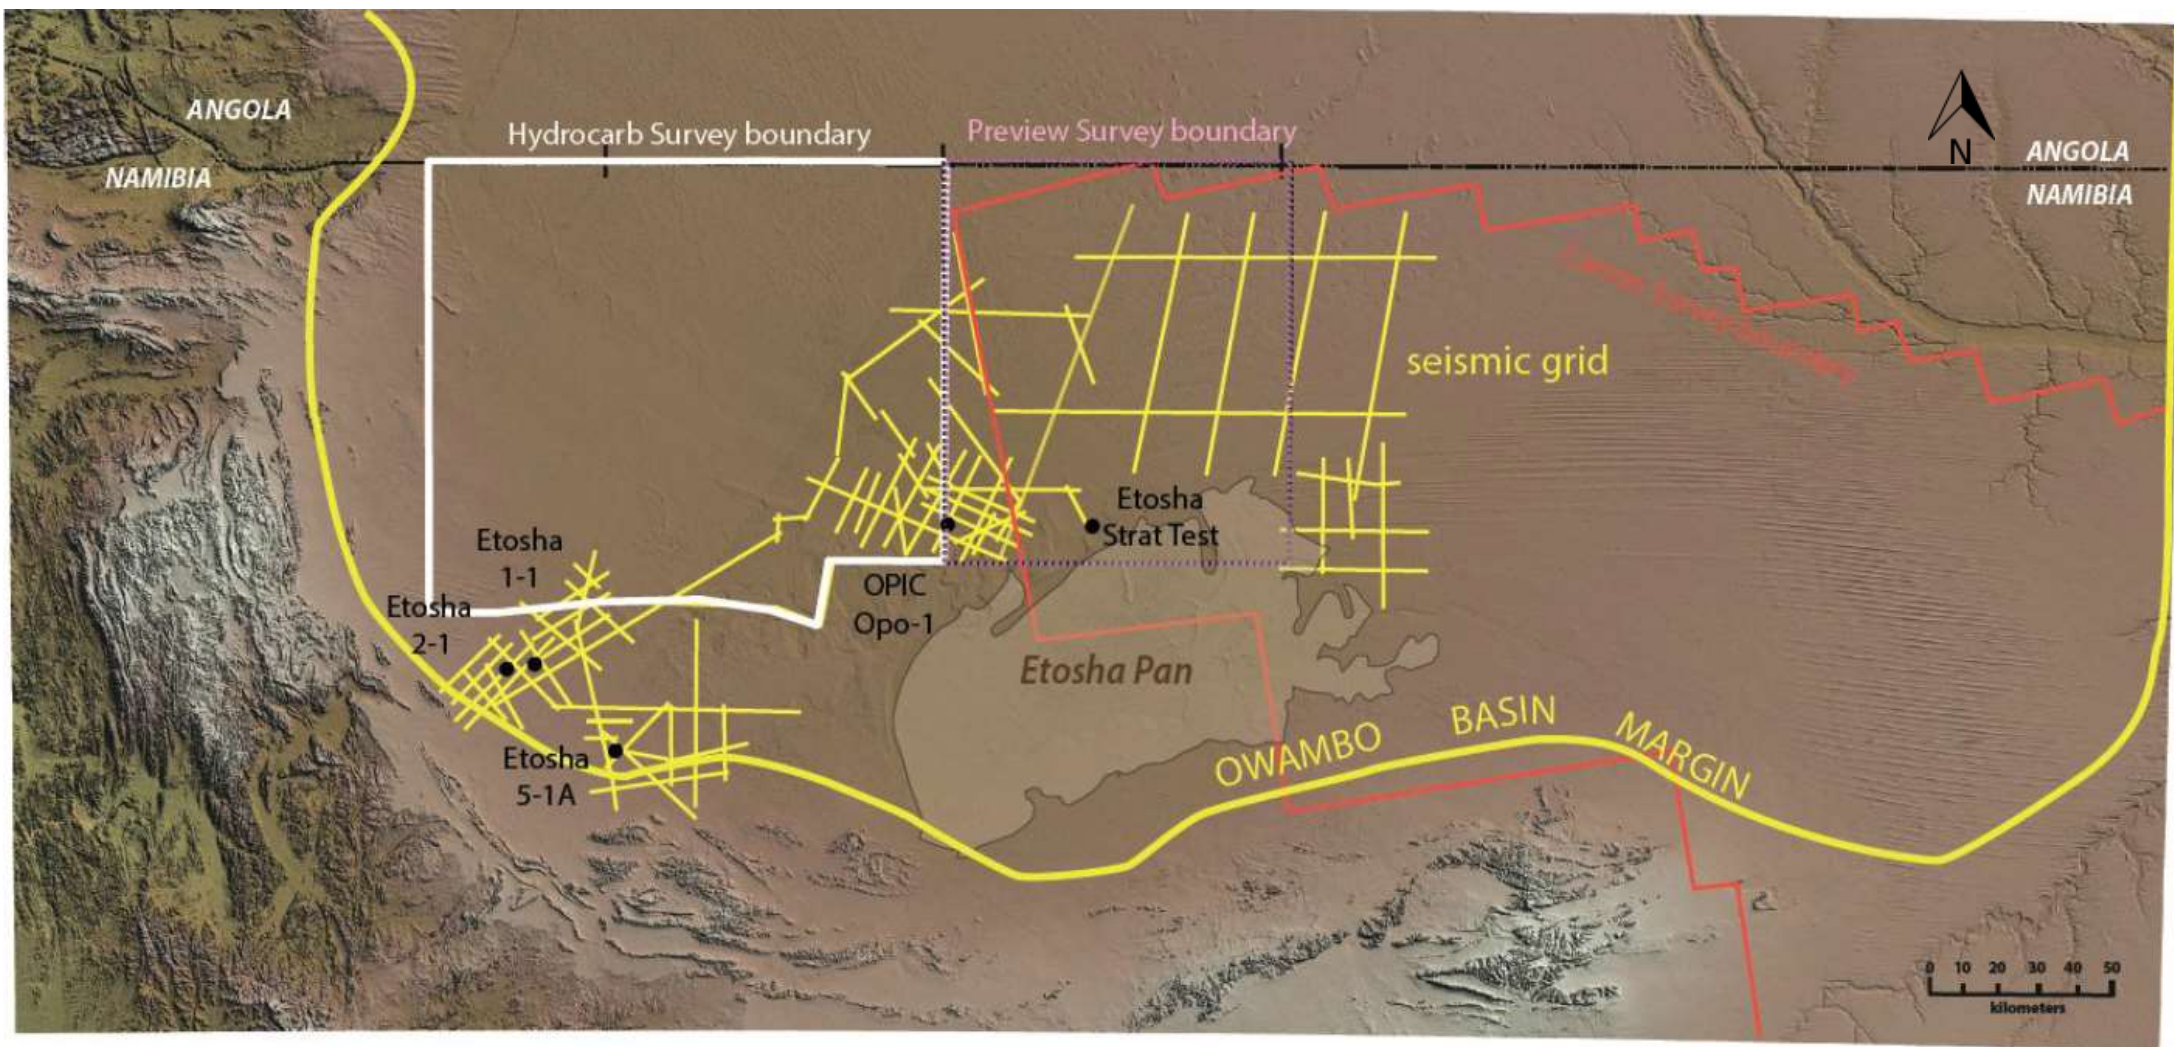 ANGOLA
NAMIBIA
Hydrocarb Survey boundary
Preview Survey boundary
N
ANGOLA
NAMIBIA
seismic grid
Etosha
Strat Test
Etosha
1-1
Etosha
2-1
OPIC
Opo-1
Etosha Pan
Etosha
5-1A
OWAMBO BASIN MARGIN
0 10 20 30 40 50
kilometers